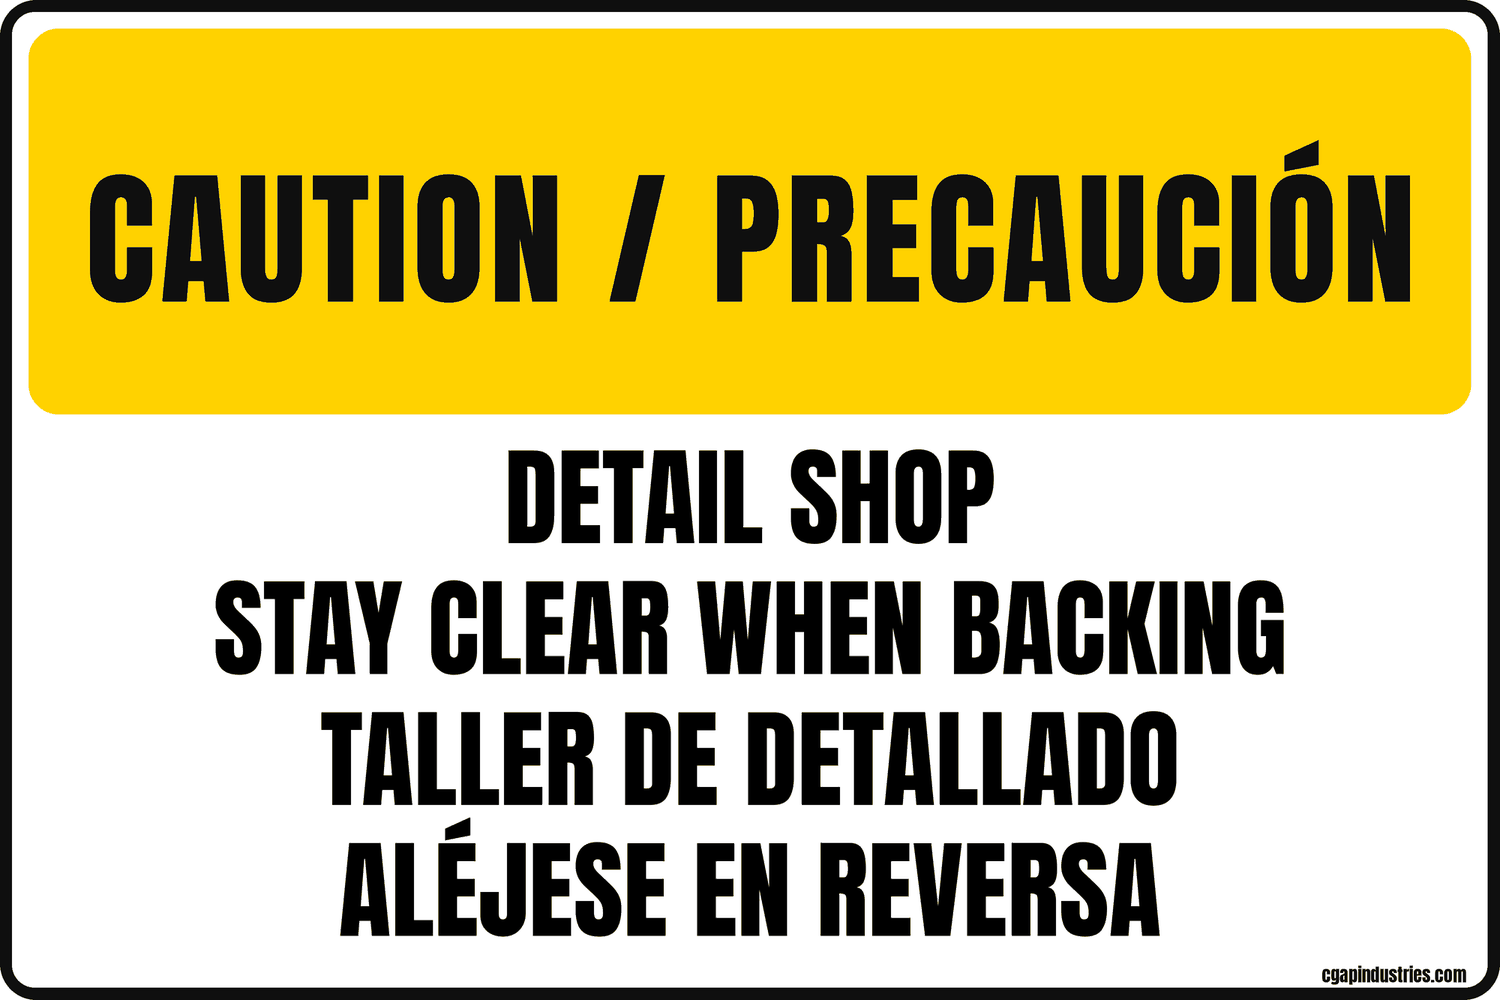 CAUTION / PRECAUCIÓN
DETAIL SHOP
STAY CLEAR WHEN BACKING
TALLER DE DETALLADO
ALÉJESE EN REVERSA
cgapindustries.com